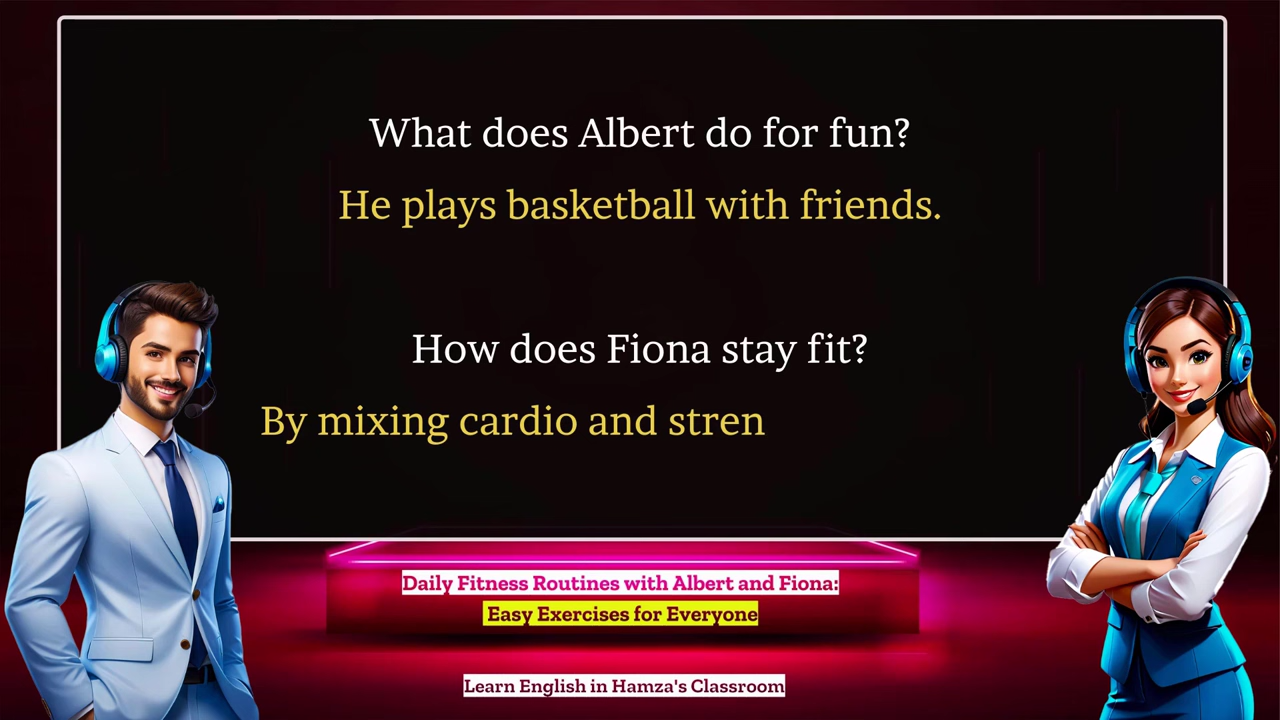 What does Albert do for fun?
He plays basketball with friends.
How does Fiona stay fit?
By mixing cardio and stren
Daily Fitness Routines with Albert and Fiona:
Easy Exercises for Everyone
Learn English in Hamza's Classroom